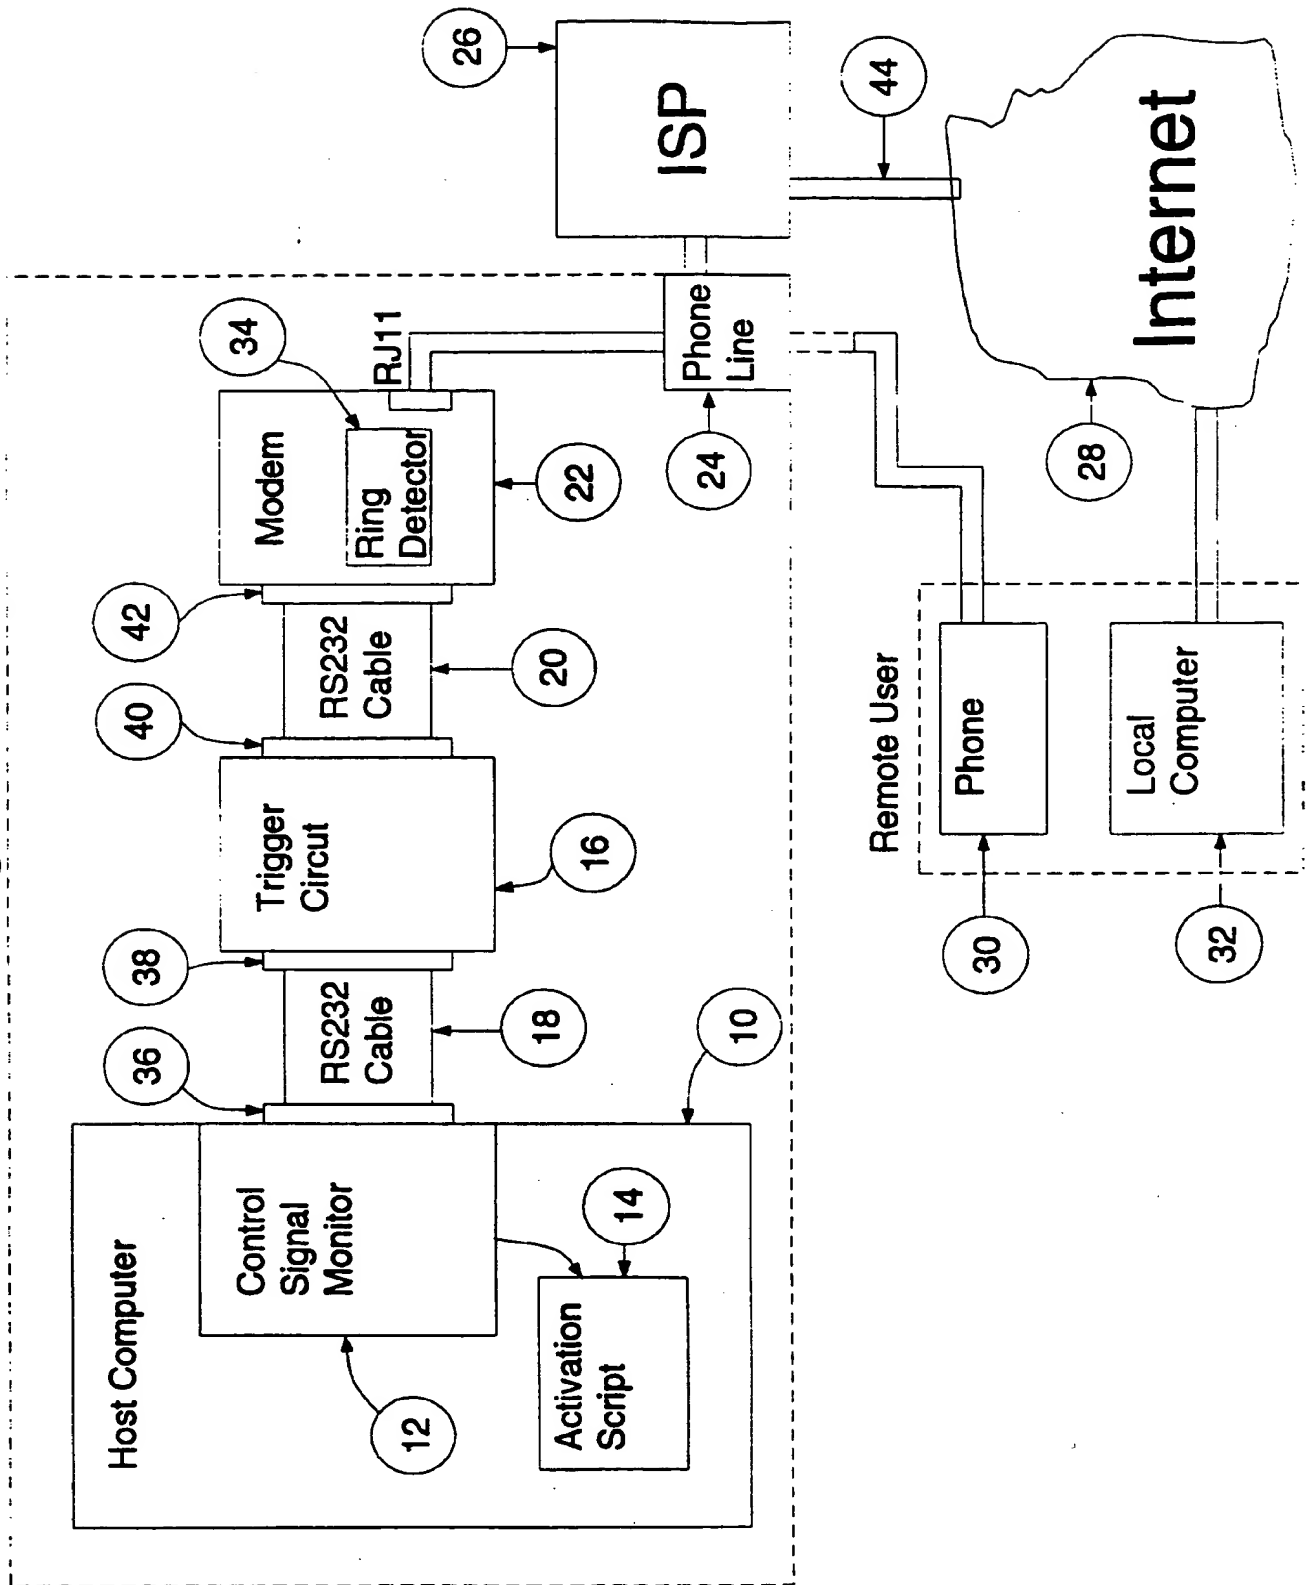 Host Computer
Control
Signal
Monitor
12
Activation
Script
14
10
36
RS232
Cable
18
38
Trigger
Circut
16
40
RS232
Cable
20
42
Modem
Ring
Detector
34
22
RJ11
Phone
Line
24
ISP
26
44
Internet
28
Remote User
Phone
30
Local
Computer
32